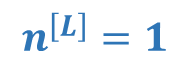 n^[L] = 1